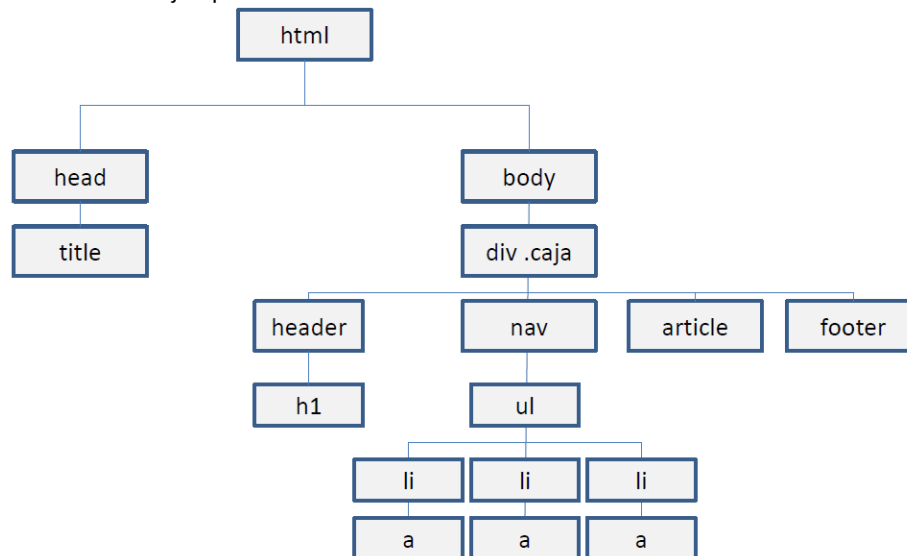 html
head
body
title
div .caja
header
nav
article
footer
h1
ul
li
li
li
a
a
a